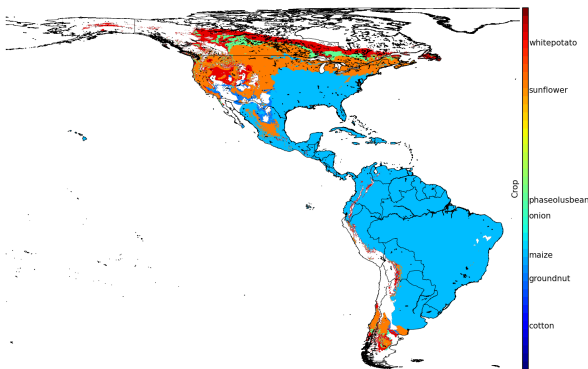 whitepotato
sunflower
phaseolusbean
onion
maize
groundnut
cotton
Crop